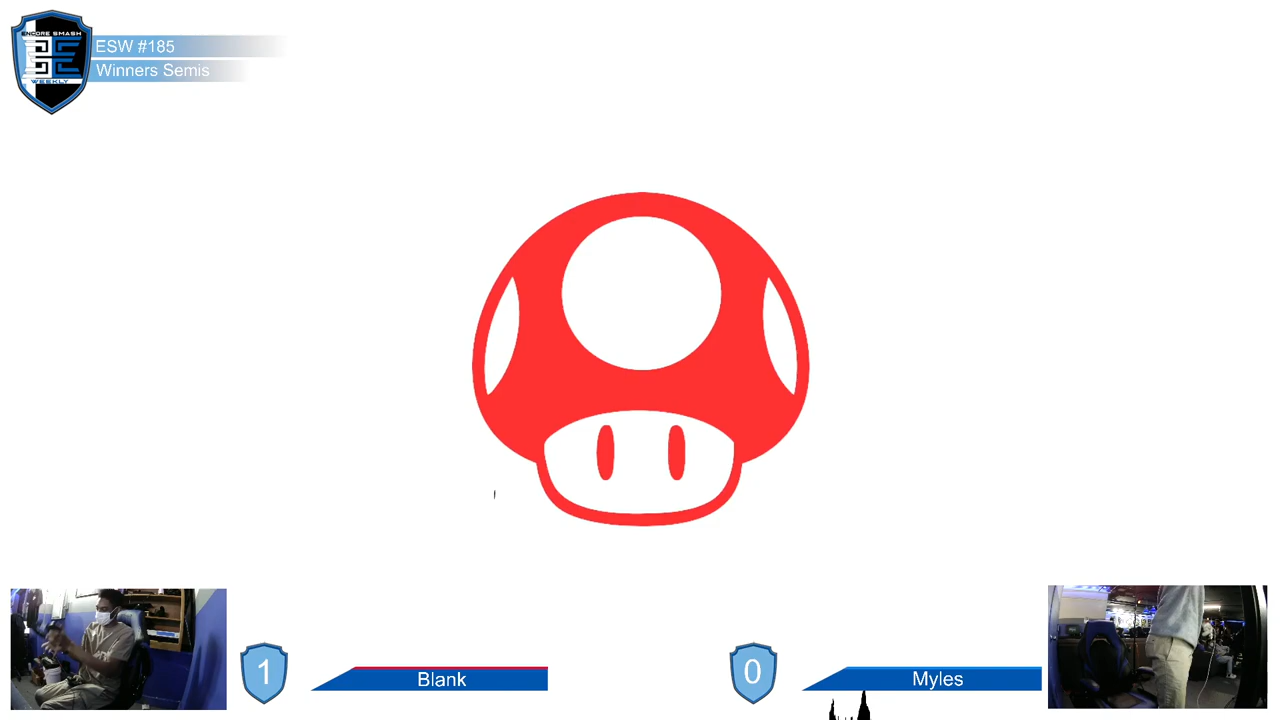 ENCORE SMASH
WEEKLY
ESW #185
Winners Semis
1
Blank
0
Myles